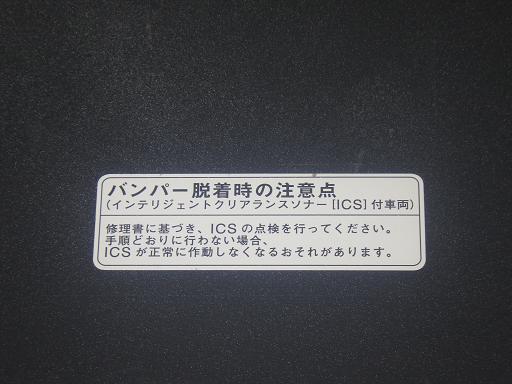 バンパー脱着時の注意点
(インテリジェントクリアランスソナー[ICS]付車両)
修理書に基づき、ICSの点検を行ってください。
手順どおりに行わない場合、
ICSが正常に作動しなくなるおそれがあります。